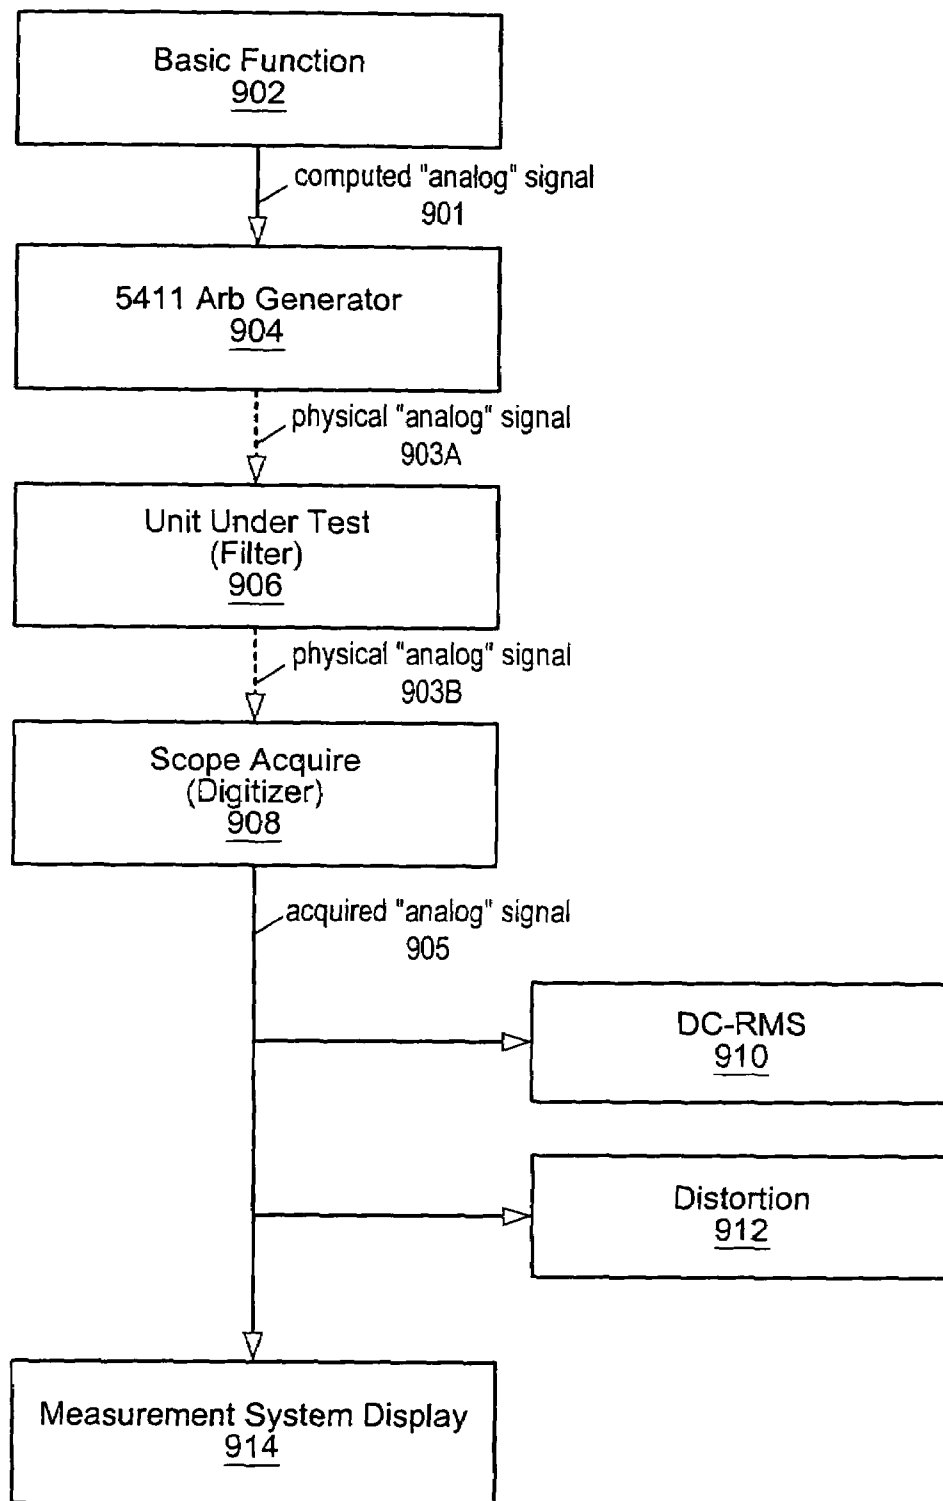 Basic Function
902
computed "analog" signal
901
5411 Arb Generator
904
physical "analog" signal
903A
Unit Under Test
(Filter)
906
physical "analog" signal
903B
Scope Acquire
(Digitizer)
908
acquired "analog" signal
905
DC-RMS
910
Distortion
912
Measurement System Display
914